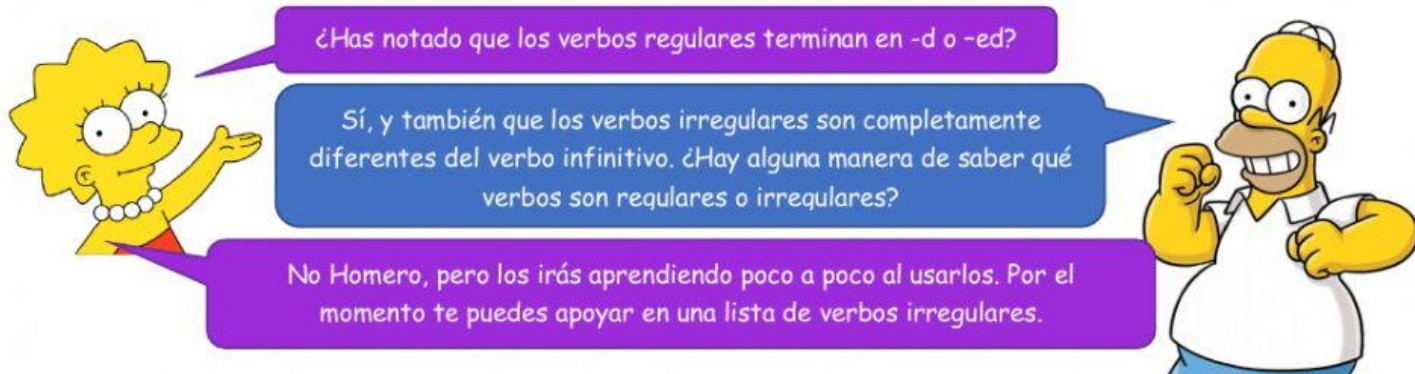 ¿Has notado que los verbos regulares terminan en -d o –ed?
Sí, y también que los verbos irregulares son completamente
diferentes del verbo infinitivo. ¿Hay alguna manera de saber qué
verbos son regulares o irregulares?
No Homero, pero los irás aprendiendo poco a poco al usarlos. Por el
momento te puedes apoyar en una lista de verbos irregulares.